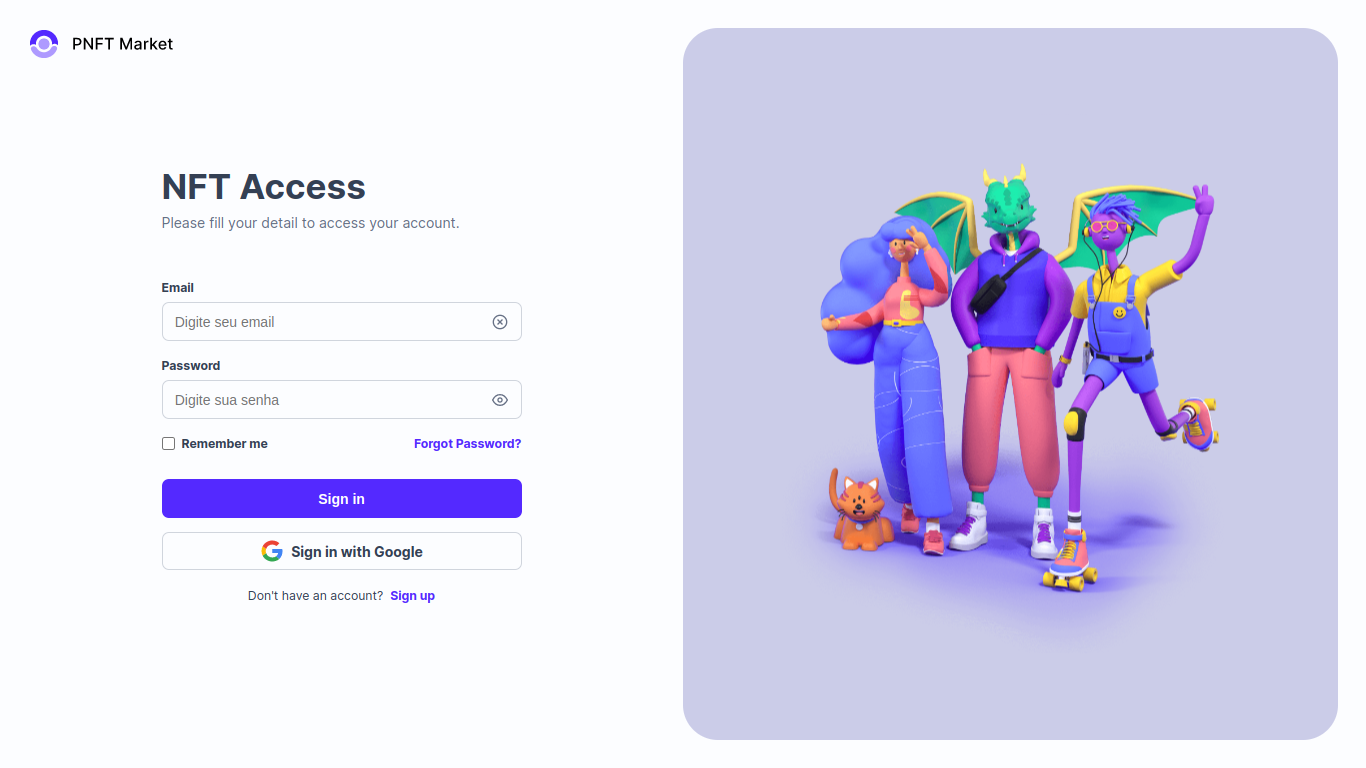 PNFT Market
NFT Access
Please fill your detail to access your account.
Email
Digite seu email
Password
Digite sua senha
Remember me
Forgot Password?
Sign in
Sign in with Google
Don't have an account? Sign up